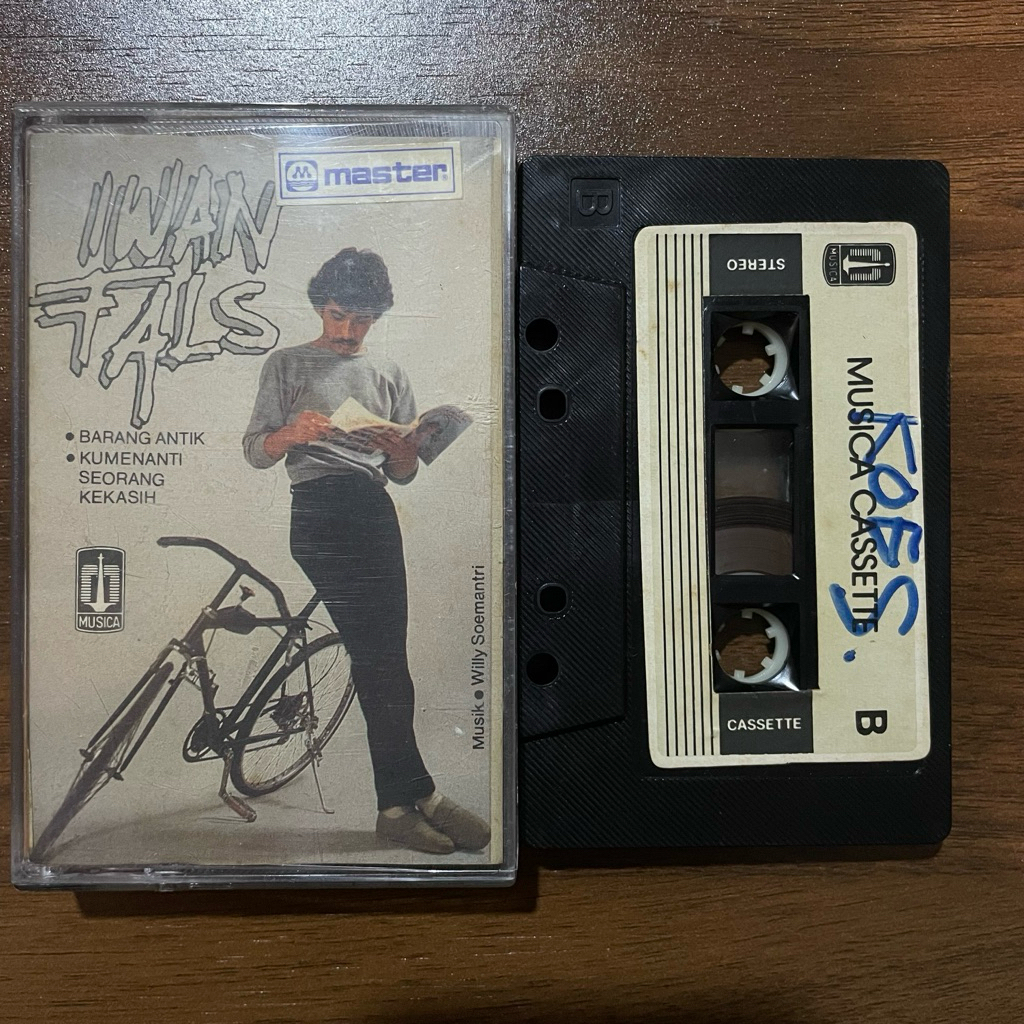 IWAN
FALS
master
• BARANG ANTIK
• KUMENANTI
SEORANG
KEKASIH
MUSICA
Musik • Willy Soemantri
B
STEREO
MUSICA
MUSICA CASSETTE
KOES.
CASSETTE
B